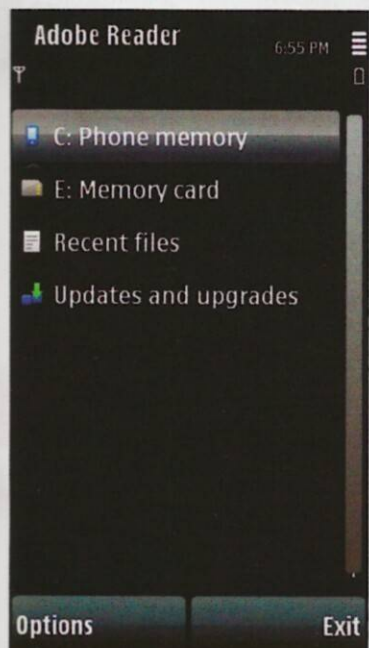 Adobe Reader
6:55 PM
C: Phone memory
E: Memory card
Recent files
Updates and upgrades
Options
Exit